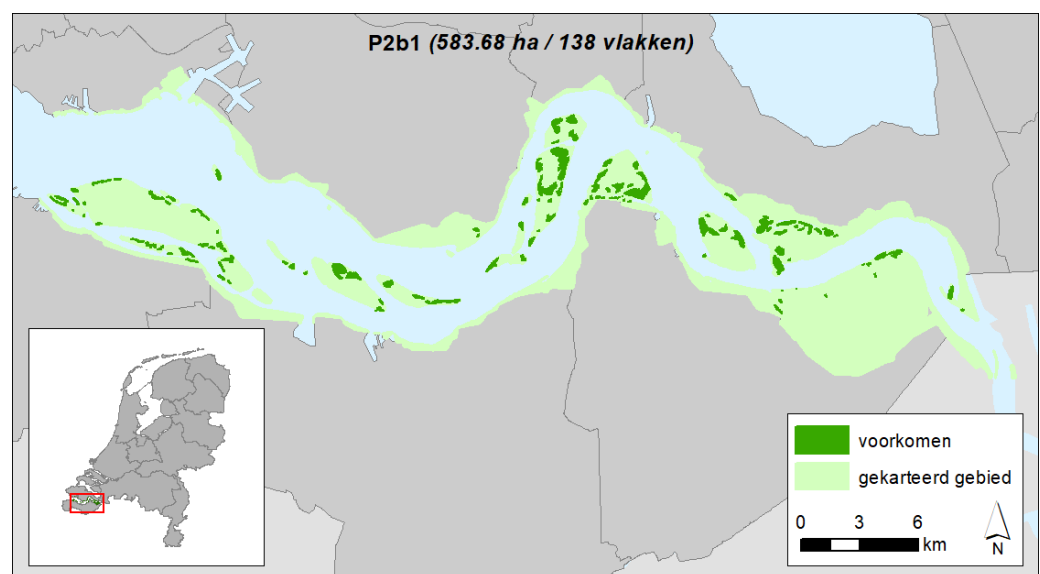 P2b1 (583.68 ha / 138 vlakken)
voorkomen
gekarteerd gebied
0 3 6
km
N